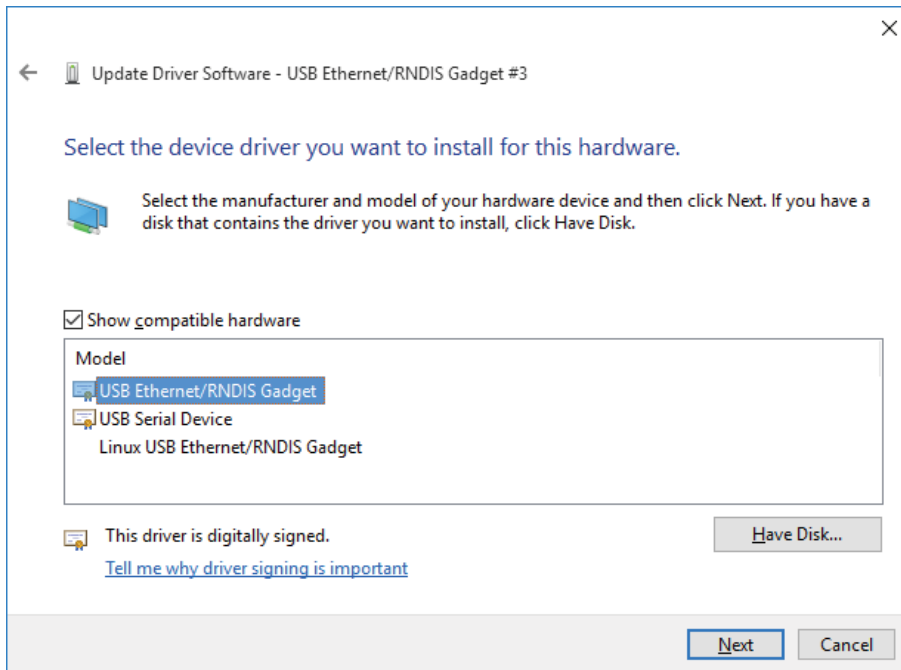 Update Driver Software - USB Ethernet/RNDIS Gadget #3
Select the device driver you want to install for this hardware.
Select the manufacturer and model of your hardware device and then click Next. If you have a
disk that contains the driver you want to install, click Have Disk.
Show compatible hardware
Model
USB Ethernet/RNDIS Gadget
USB Serial Device
Linux USB Ethernet/RNDIS Gadget
This driver is digitally signed.
Have Disk...
Tell me why driver signing is important
Next
Cancel